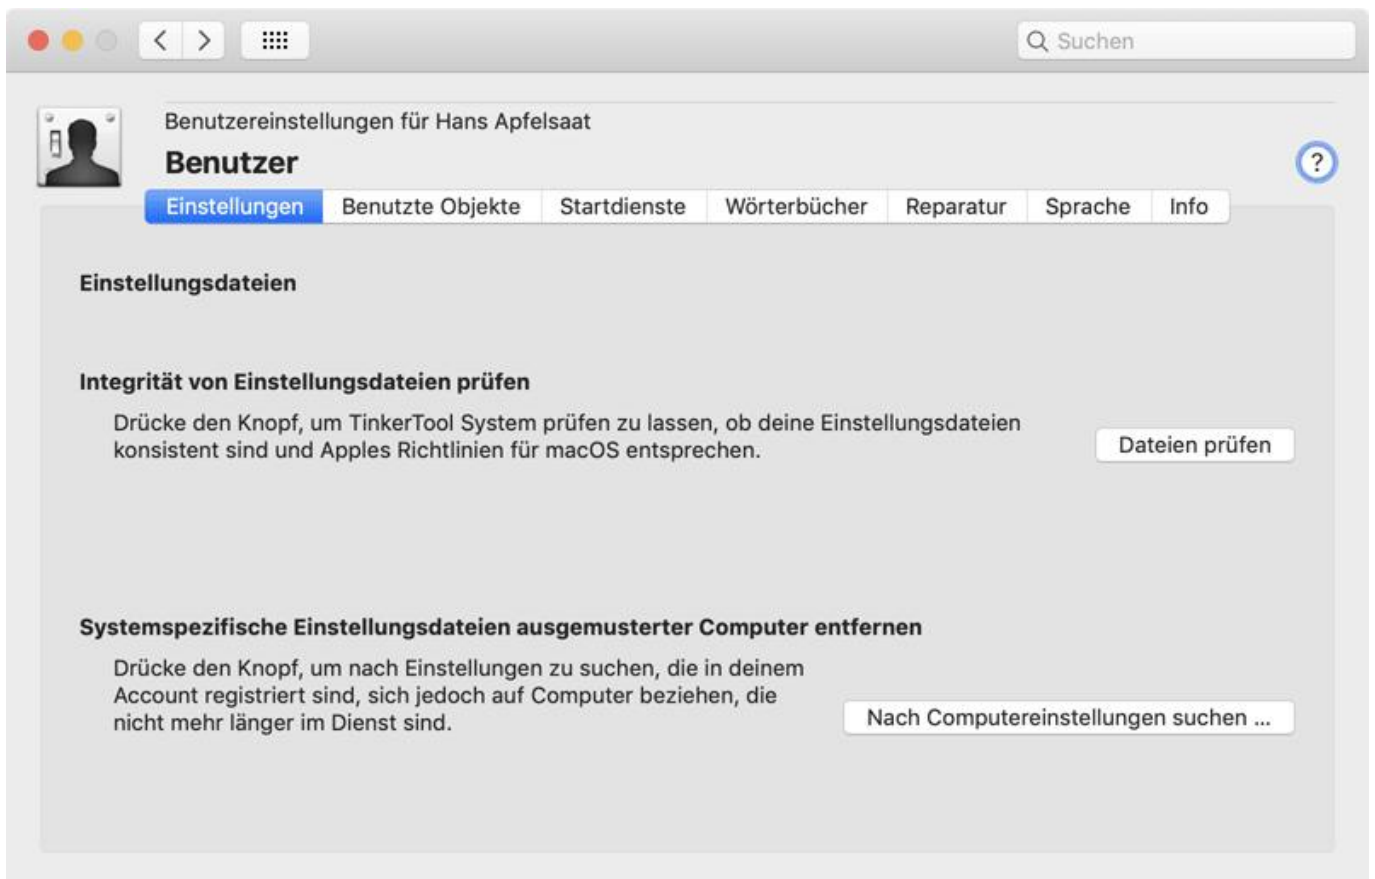 Suchen
Benutzereinstellungen für Hans Apfelsaat
Benutzer
?
Einstellungen Benutzte Objekte Startdienste Wörterbücher Reparatur Sprache Info
Einstellungsdateien
Integrität von Einstellungsdateien prüfen
Drücke den Knopf, um TinkerTool System prüfen zu lassen, ob deine Einstellungsdateien
konsistent sind und Apples Richtlinien für macOS entsprechen.
Dateien prüfen
Systemspezifische Einstellungsdateien ausgemusterter Computer entfernen
Drücke den Knopf, um nach Einstellungen zu suchen, die in deinem
Account registriert sind, sich jedoch auf Computer beziehen, die
nicht mehr länger im Dienst sind.
Nach Computereinstellungen suchen ...